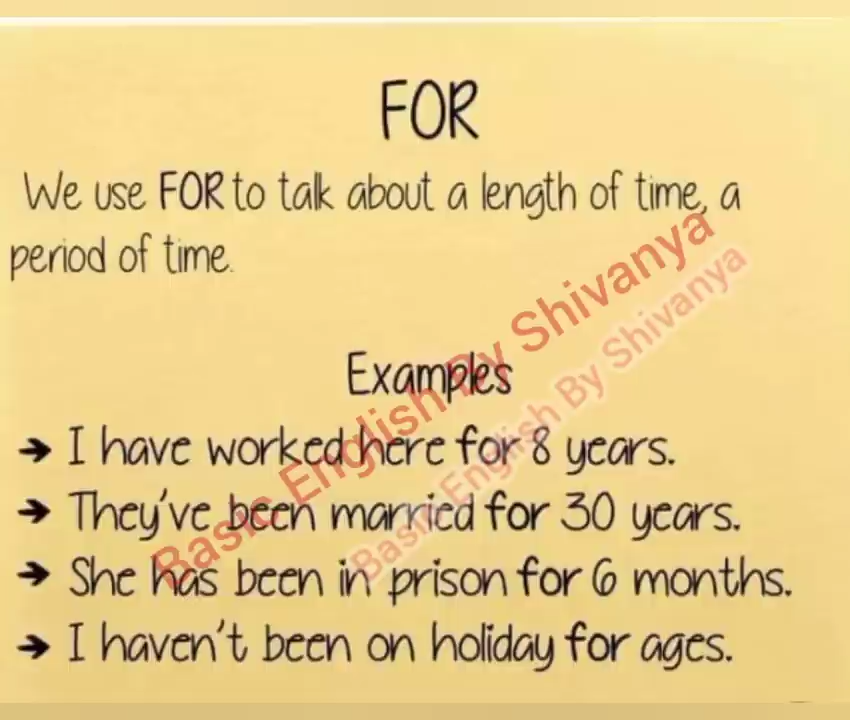 FOR
We use FOR to talk about a length of time, a
period of time.
Examples
→ I have worked here for 8 years.
→ They've been married for 30 years.
→ She has been in prison for 6 months.
→ I haven't been on holiday for ages.
Basic English By Shivanya
Basic English By Shivanya